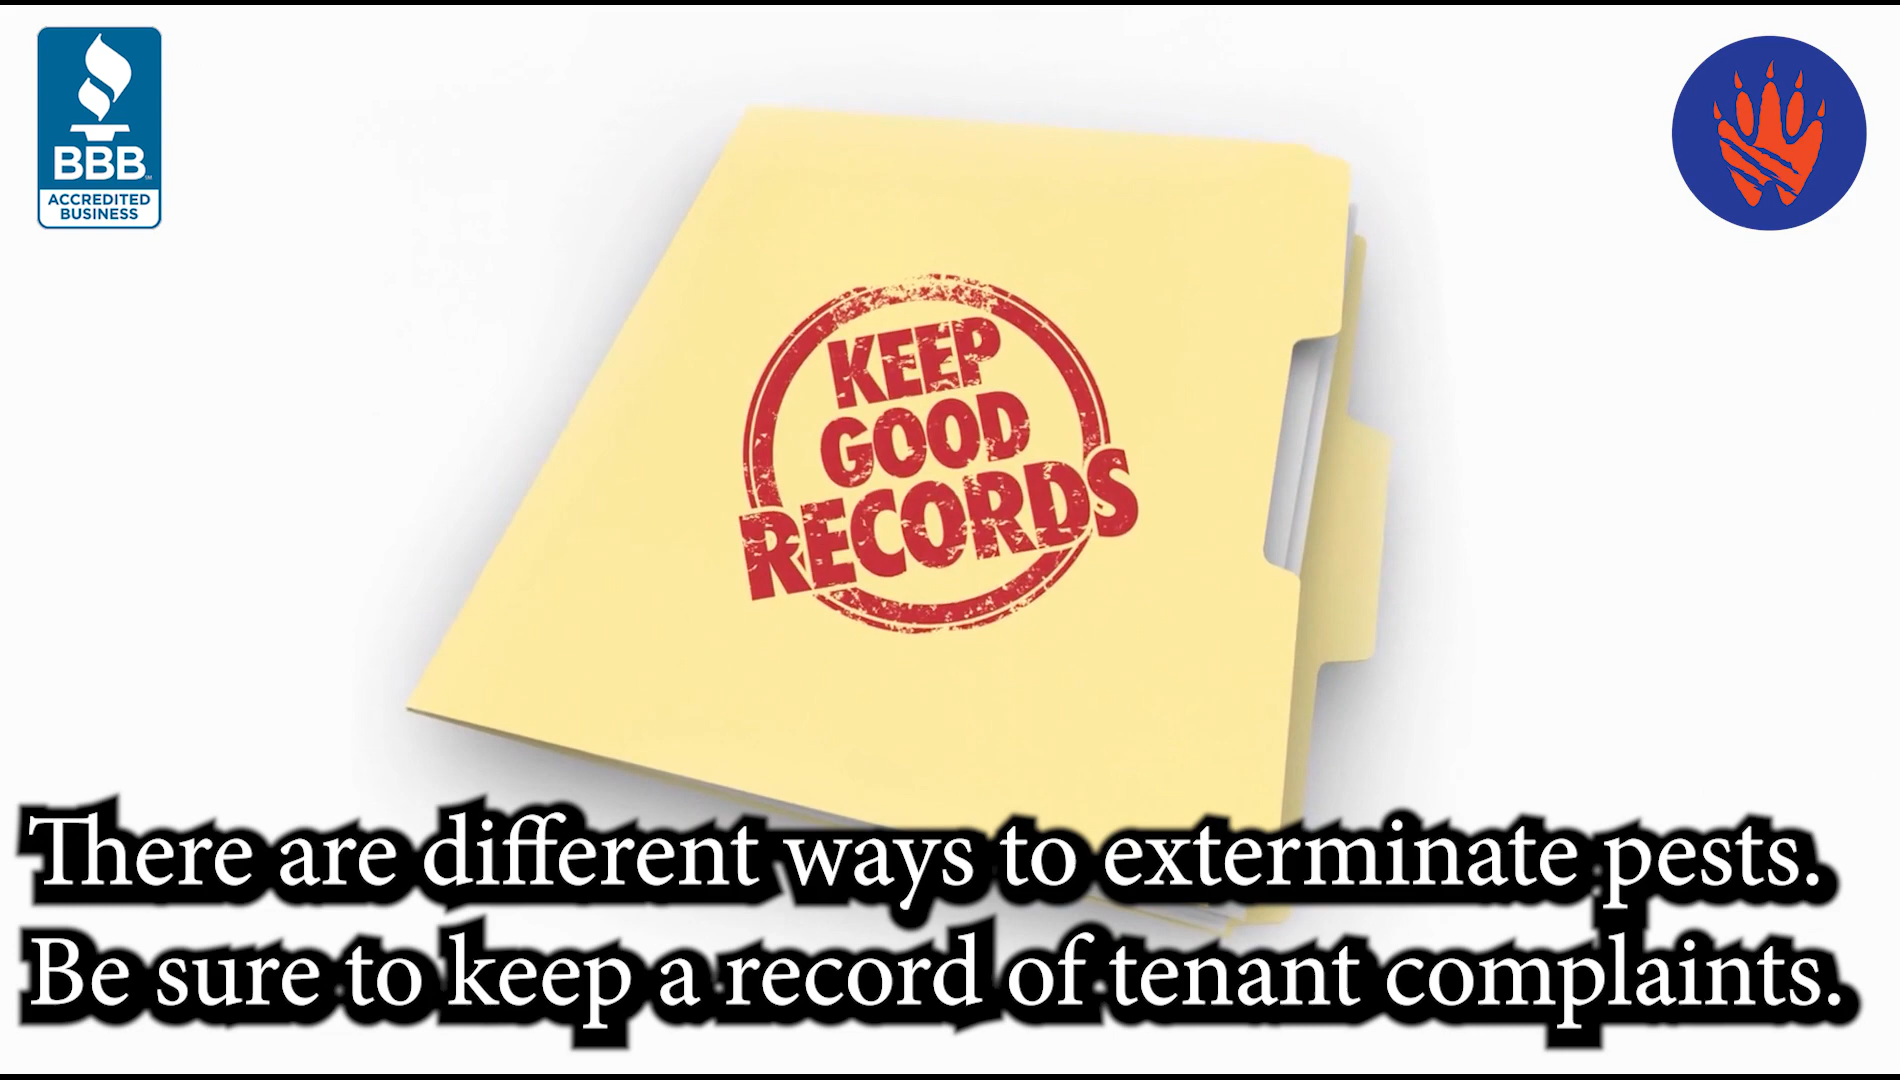 BBB
ACCREDITED
BUSINESS
KEEP
GOOD
RECORDS
There are different ways to exterminate pests.
Be sure to keep a record of tenant complaints.